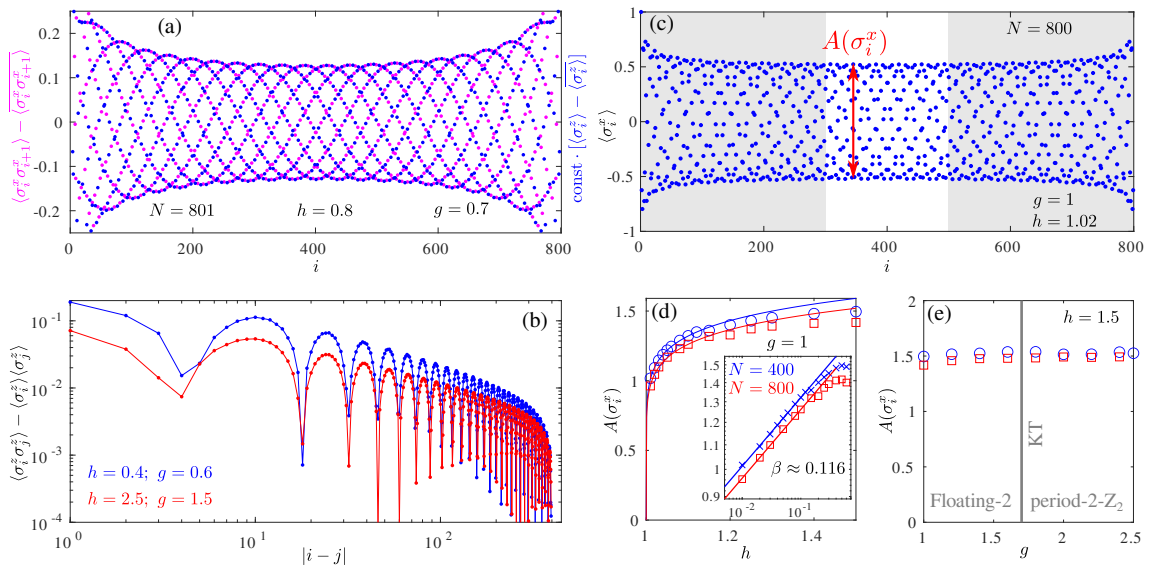 (a)
⟨σ_i^x σ_{i+1}^x⟩ − \overline{⟨σ_i^x σ_{i+1}^x⟩}
const · [⟨σ_i^z⟩ − \overline{⟨σ_i^z⟩}]
0.2
0.1
0
-0.1
-0.2
N = 801 h = 0.8 g = 0.7
0 200 400 600 800
i
(c)
N = 800
A(σ_i^x)
⟨σ_i^x⟩
1
0.5
0
-0.5
-1
g = 1
h = 1.02
0 200 400 600 800
i
(b)
⟨σ_i^z σ_j^z⟩ − ⟨σ_i^z⟩⟨σ_j^z⟩
10^{-1}
10^{-2}
10^{-3}
10^{-4}
h = 0.4; g = 0.6
h = 2.5; g = 1.5
10^0 10^1 10^2
|i − j|
(d)
A(σ_i^x)
1.5
1
0.5
0
g = 1
N = 400
N = 800
β ≈ 0.116
1.5
1.4
1.3
1.2
1.1
1
0.9
10^{-2} 10^{-1}
1 1.2 1.4
h
(e)
h = 1.5
A(σ_i^x)
2
1.5
1
0.5
0
KT
Floating-2 period-2-Z_2
1 1.5 2 2.5
g